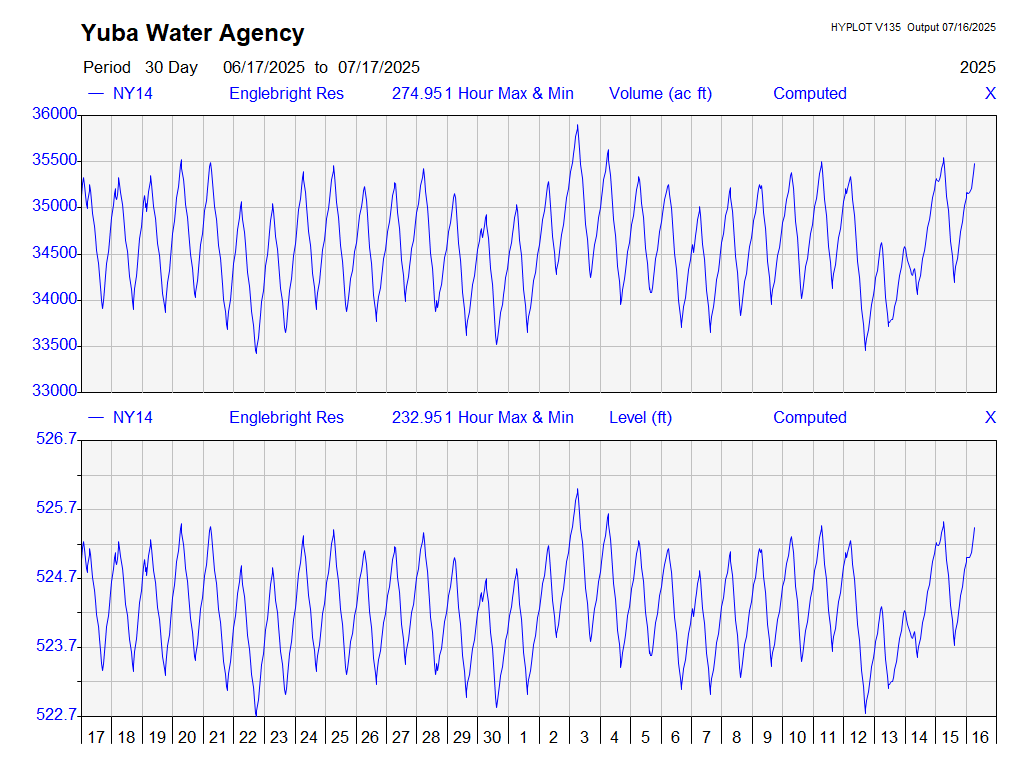 Yuba Water Agency
HYPLOT V135 Output 07/16/2025
Period 30 Day 06/17/2025 to 07/17/2025
2025
NY14 Englebright Res 274.951 Hour Max & Min Volume (ac ft) Computed X
36000
35500
35000
34500
34000
33500
33000
NY14 Englebright Res 232.951 Hour Max & Min Level (ft) Computed X
526.7
525.7
524.7
523.7
522.7
17 18 19 20 21 22 23 24 25 26 27 28 29 30 1 2 3 4 5 6 7 8 9 10 11 12 13 14 15 16